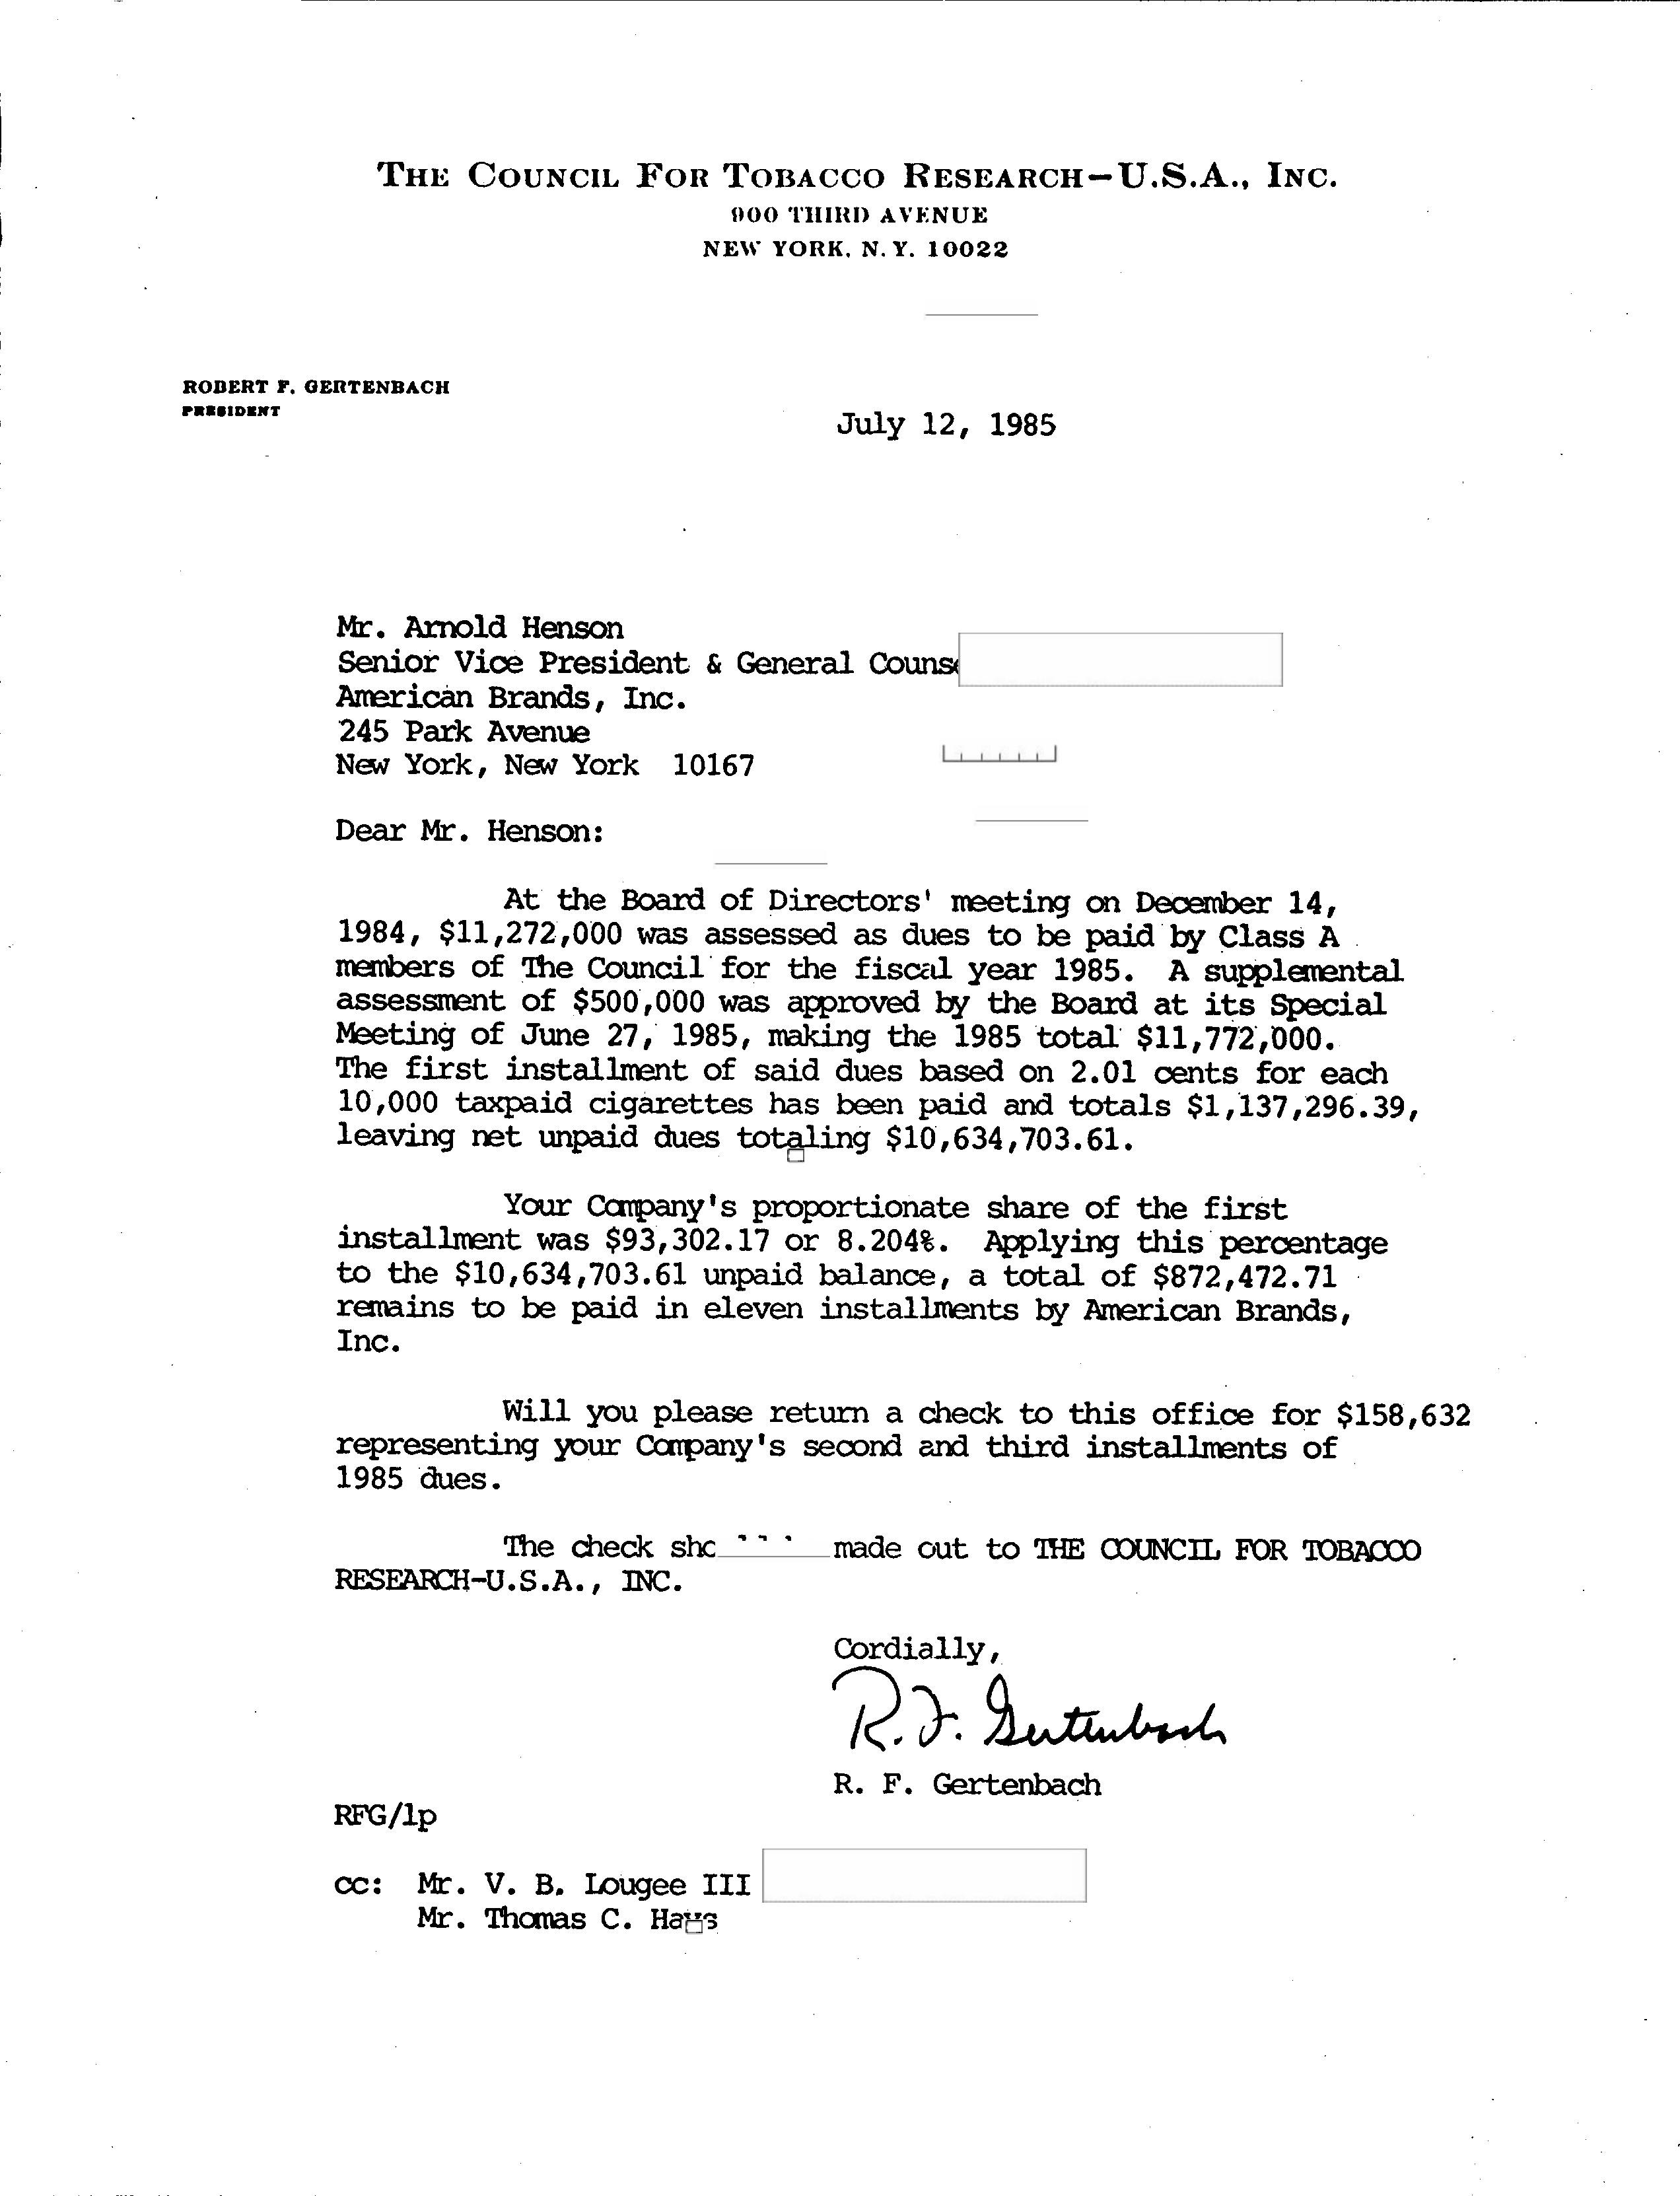 THE COUNCIL FOR TOBACCO RESEARCH-U.S.A., INC.
900 THIRD AVENUE
NEW YORK, N.Y. 10022
ROBERT F. GERTENBACH
PRESIDENT
July 12, 1985
Mr. Arnold Henson
Senior Vice President & General
American Brands, Inc.
245 Park Avenue
New York, New York 10167
Dear Mr. Henson:
At the Board of Directors' meeting on December 14,
1984, $11,272,000 was assessed as dues to be paid by Class A
members of The Council for the fiscal year 1985. A supplemental
assessment of $500,000 was approved by the Board at its Special
Meeting of June 27, 1985, making the 1985 total $11,772,000.
The first installment of said dues based on 2.01 cents for each
10,000 taxpaid cigarettes has been paid and totals $1,137,296.39,
leaving net unpaid dues totaling $10,634,703.61.
Your Company's proportionate share of the first
installment was $93,302.17 or 8.204%. Applying this percentage
to the $10,634,703.61 unpaid balance, a total of $872,472.71
remains to be paid in eleven installments by American Brands,
Inc.
Will you please return a check to this office for $158,632
representing your Company's second and third installments of
1985 dues.
The check made out to THE COUNCIL FOR TOBACCO
RESEARCH-U.S.A., INC.
Cordially,
R. F. Gertenbach
R. F. Gertenbach
RFG/lp
cc: Mr. V. B. Lougee III
Mr. Thomas C.